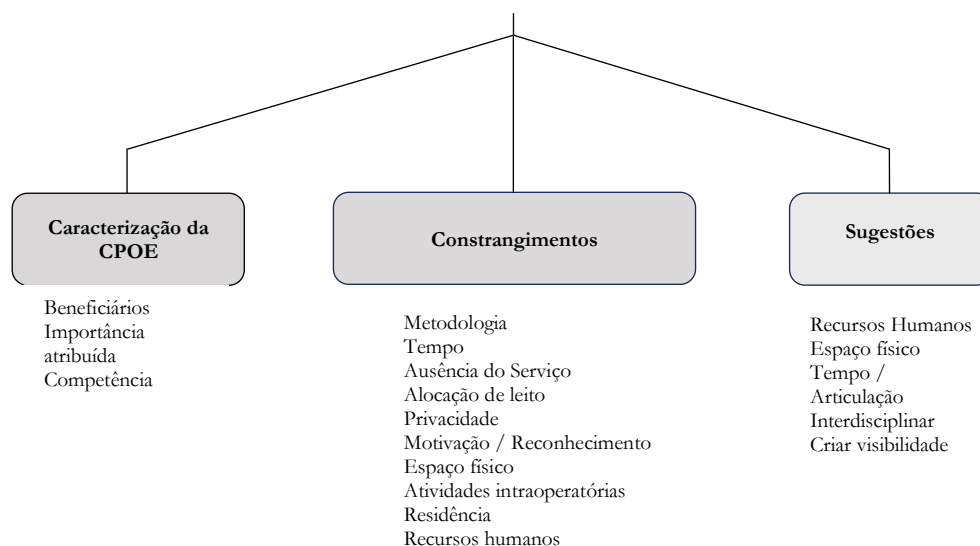 Caracterização da
CPOE
Beneficiários
Importância
atribuída
Competência
Constrangimentos
Metodologia
Tempo
Ausência do Serviço
Alocação de leito
Privacidade
Motivação / Reconhecimento
Espaço físico
Atividades intraoperatórias
Residência
Recursos humanos
Sugestões
Recursos Humanos
Espaço físico
Tempo /
Articulação
Interdisciplinar
Criar visibilidade